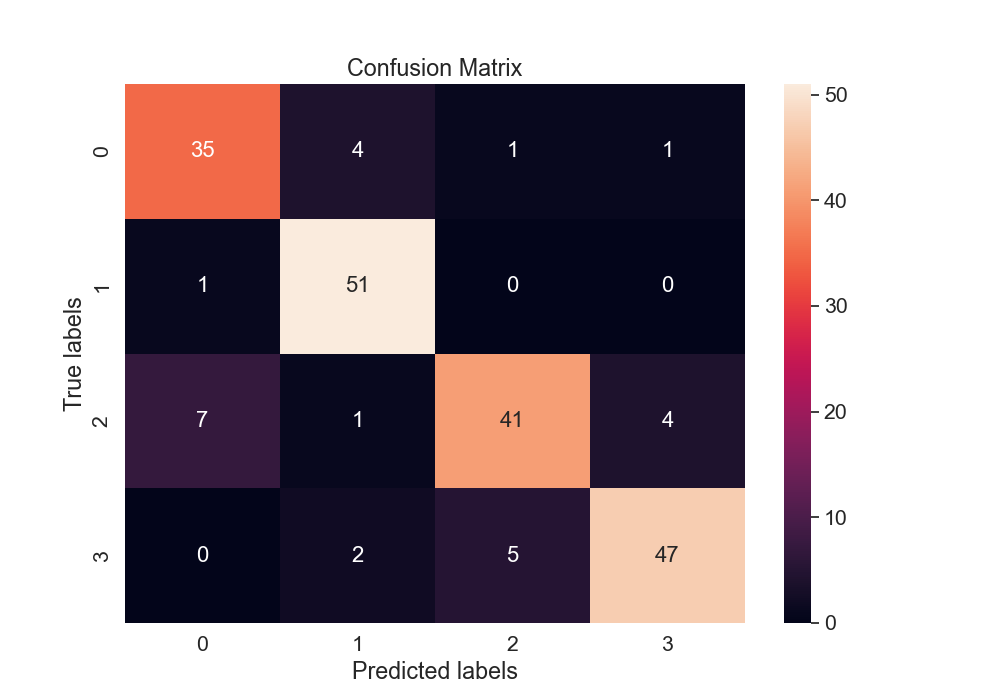 Confusion Matrix
0 35 4 1 1
1 1 51 0 0
2 7 1 41 4
3 0 2 5 47
0 1 2 3
Predicted labels
True labels
50
40
30
20
10
0